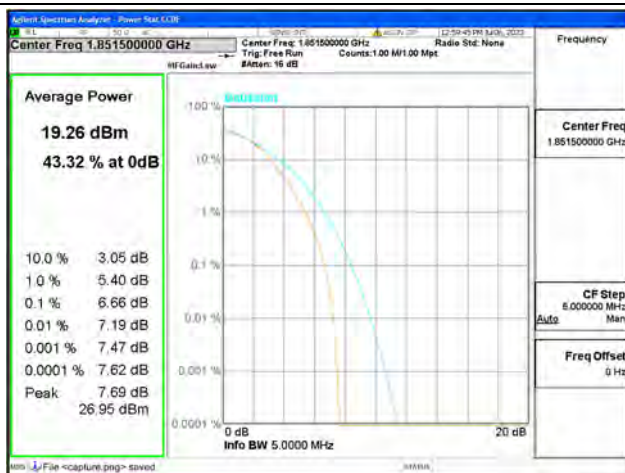 Agilent Spectrum Analyzer - Power Stat CCDF
Center Freq 1.851500000 GHz
Center Freq: 1.851500000 GHz
Radio Std: None
Trig: Free Run
Counts:1.00 M/1.00 Mpt
#IFGain:Low
#Atten: 16 dB
Frequency
Average Power
19.26 dBm
43.32 % at 0dB
10.0 % 3.05 dB
1.0 % 5.40 dB
0.1 % 6.66 dB
0.01 % 7.19 dB
0.001 % 7.47 dB
0.0001 % 7.62 dB
Peak 7.69 dB
26.95 dBm
100 %
10 %
1 %
0.1 %
0.01 %
0.001 %
0.0001 %
0 dB
20 dB
Info BW 5.0000 MHz
Center Freq
1.851500000 GHz
CF Step
5.000000 MHz
Auto Man
Freq Offset
0 Hz
MSG
File <capture.png> saved
STATUS